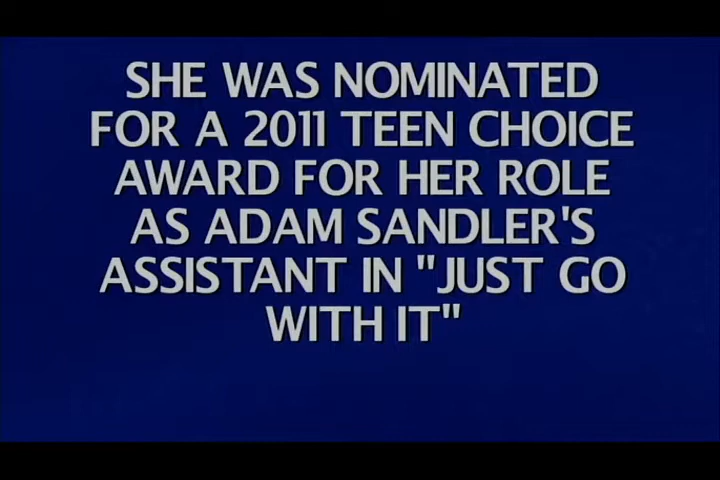 SHE WAS NOMINATED
FOR A 2011 TEEN CHOICE
AWARD FOR HER ROLE
AS ADAM SANDLER'S
ASSISTANT IN "JUST GO
WITH IT"